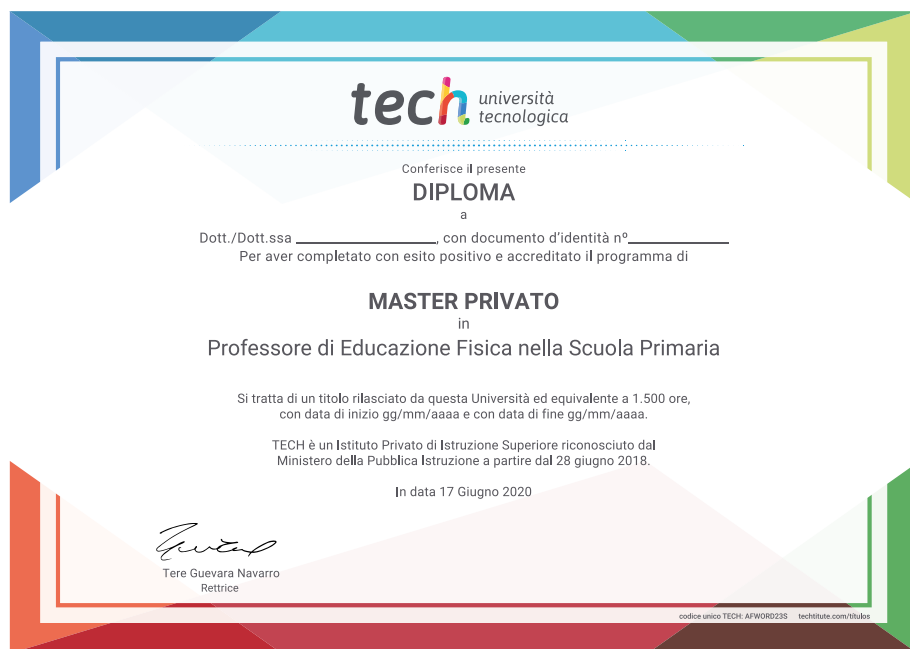 tech università
tecnologica
Conferisce il presente
DIPLOMA
a
Dott./Dott.ssa ________________, con documento d'identità nº____________
Per aver completato con esito positivo e accreditato il programma di
MASTER PRIVATO
in
Professore di Educazione Fisica nella Scuola Primaria
Si tratta di un titolo rilasciato da questa Università ed equivalente a 1.500 ore,
con data di inizio gg/mm/aaaa e con data di fine gg/mm/aaaa.
TECH è un Istituto Privato di Istruzione Superiore riconosciuto dal
Ministero della Pubblica Istruzione a partire dal 28 giugno 2018.
In data 17 Giugno 2020
Tere Guevara Navarro
Rettrice
codice unico TECH: AFWORD23S techtitute.com/titulos